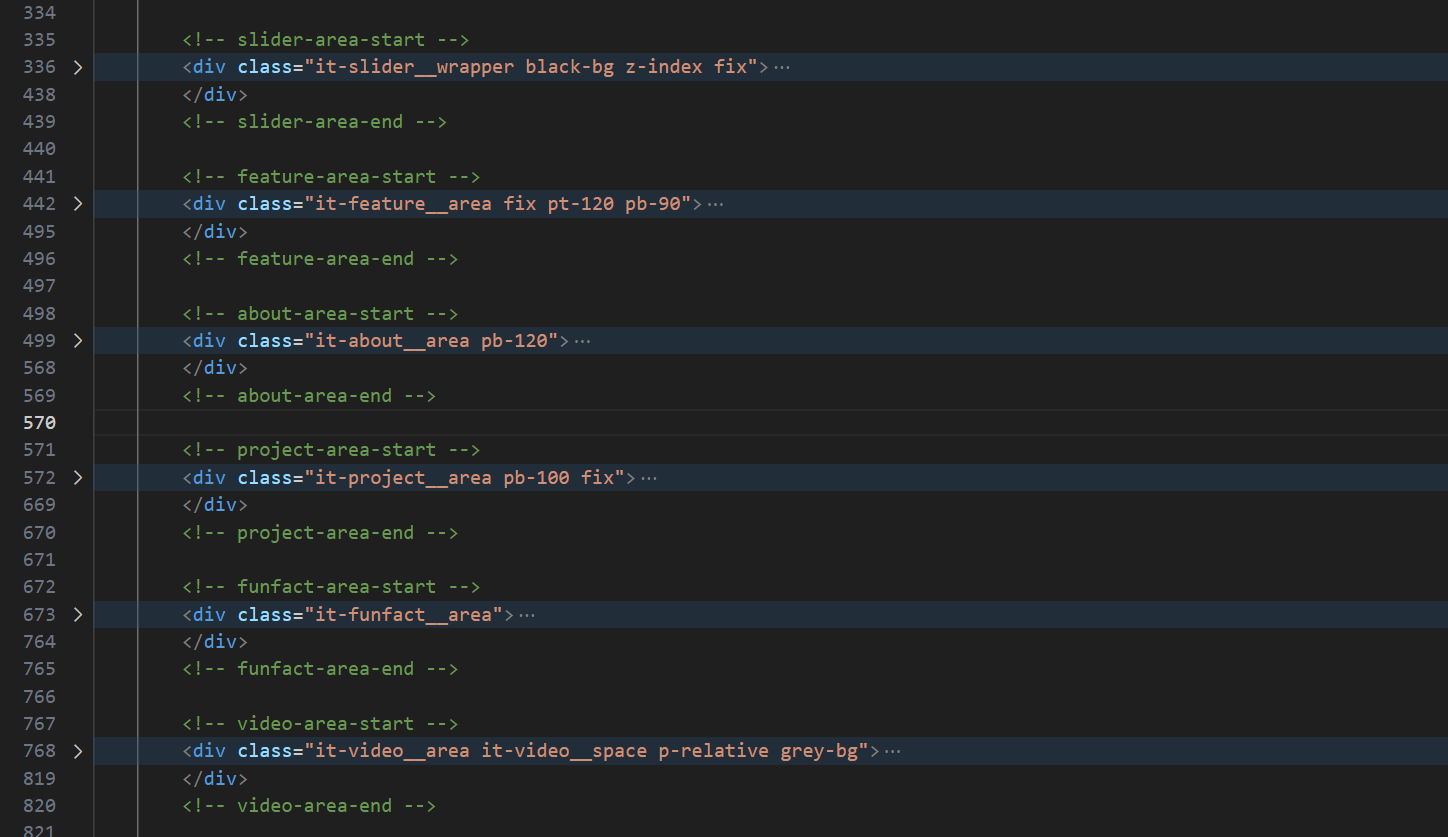 334
335 <!-- slider-area-start -->
336 <div class="it-slider__wrapper black-bg z-index fix">···
438 </div>
439 <!-- slider-area-end -->
440
441 <!-- feature-area-start -->
442 <div class="it-feature__area fix pt-120 pb-90">···
495 </div>
496 <!-- feature-area-end -->
497
498 <!-- about-area-start -->
499 <div class="it-about__area pb-120">···
568 </div>
569 <!-- about-area-end -->
570
571 <!-- project-area-start -->
572 <div class="it-project__area pb-100 fix">···
669 </div>
670 <!-- project-area-end -->
671
672 <!-- funfact-area-start -->
673 <div class="it-funfact__area">···
764 </div>
765 <!-- funfact-area-end -->
766
767 <!-- video-area-start -->
768 <div class="it-video__area it-video__space p-relative grey-bg">···
819 </div>
820 <!-- video-area-end -->
821